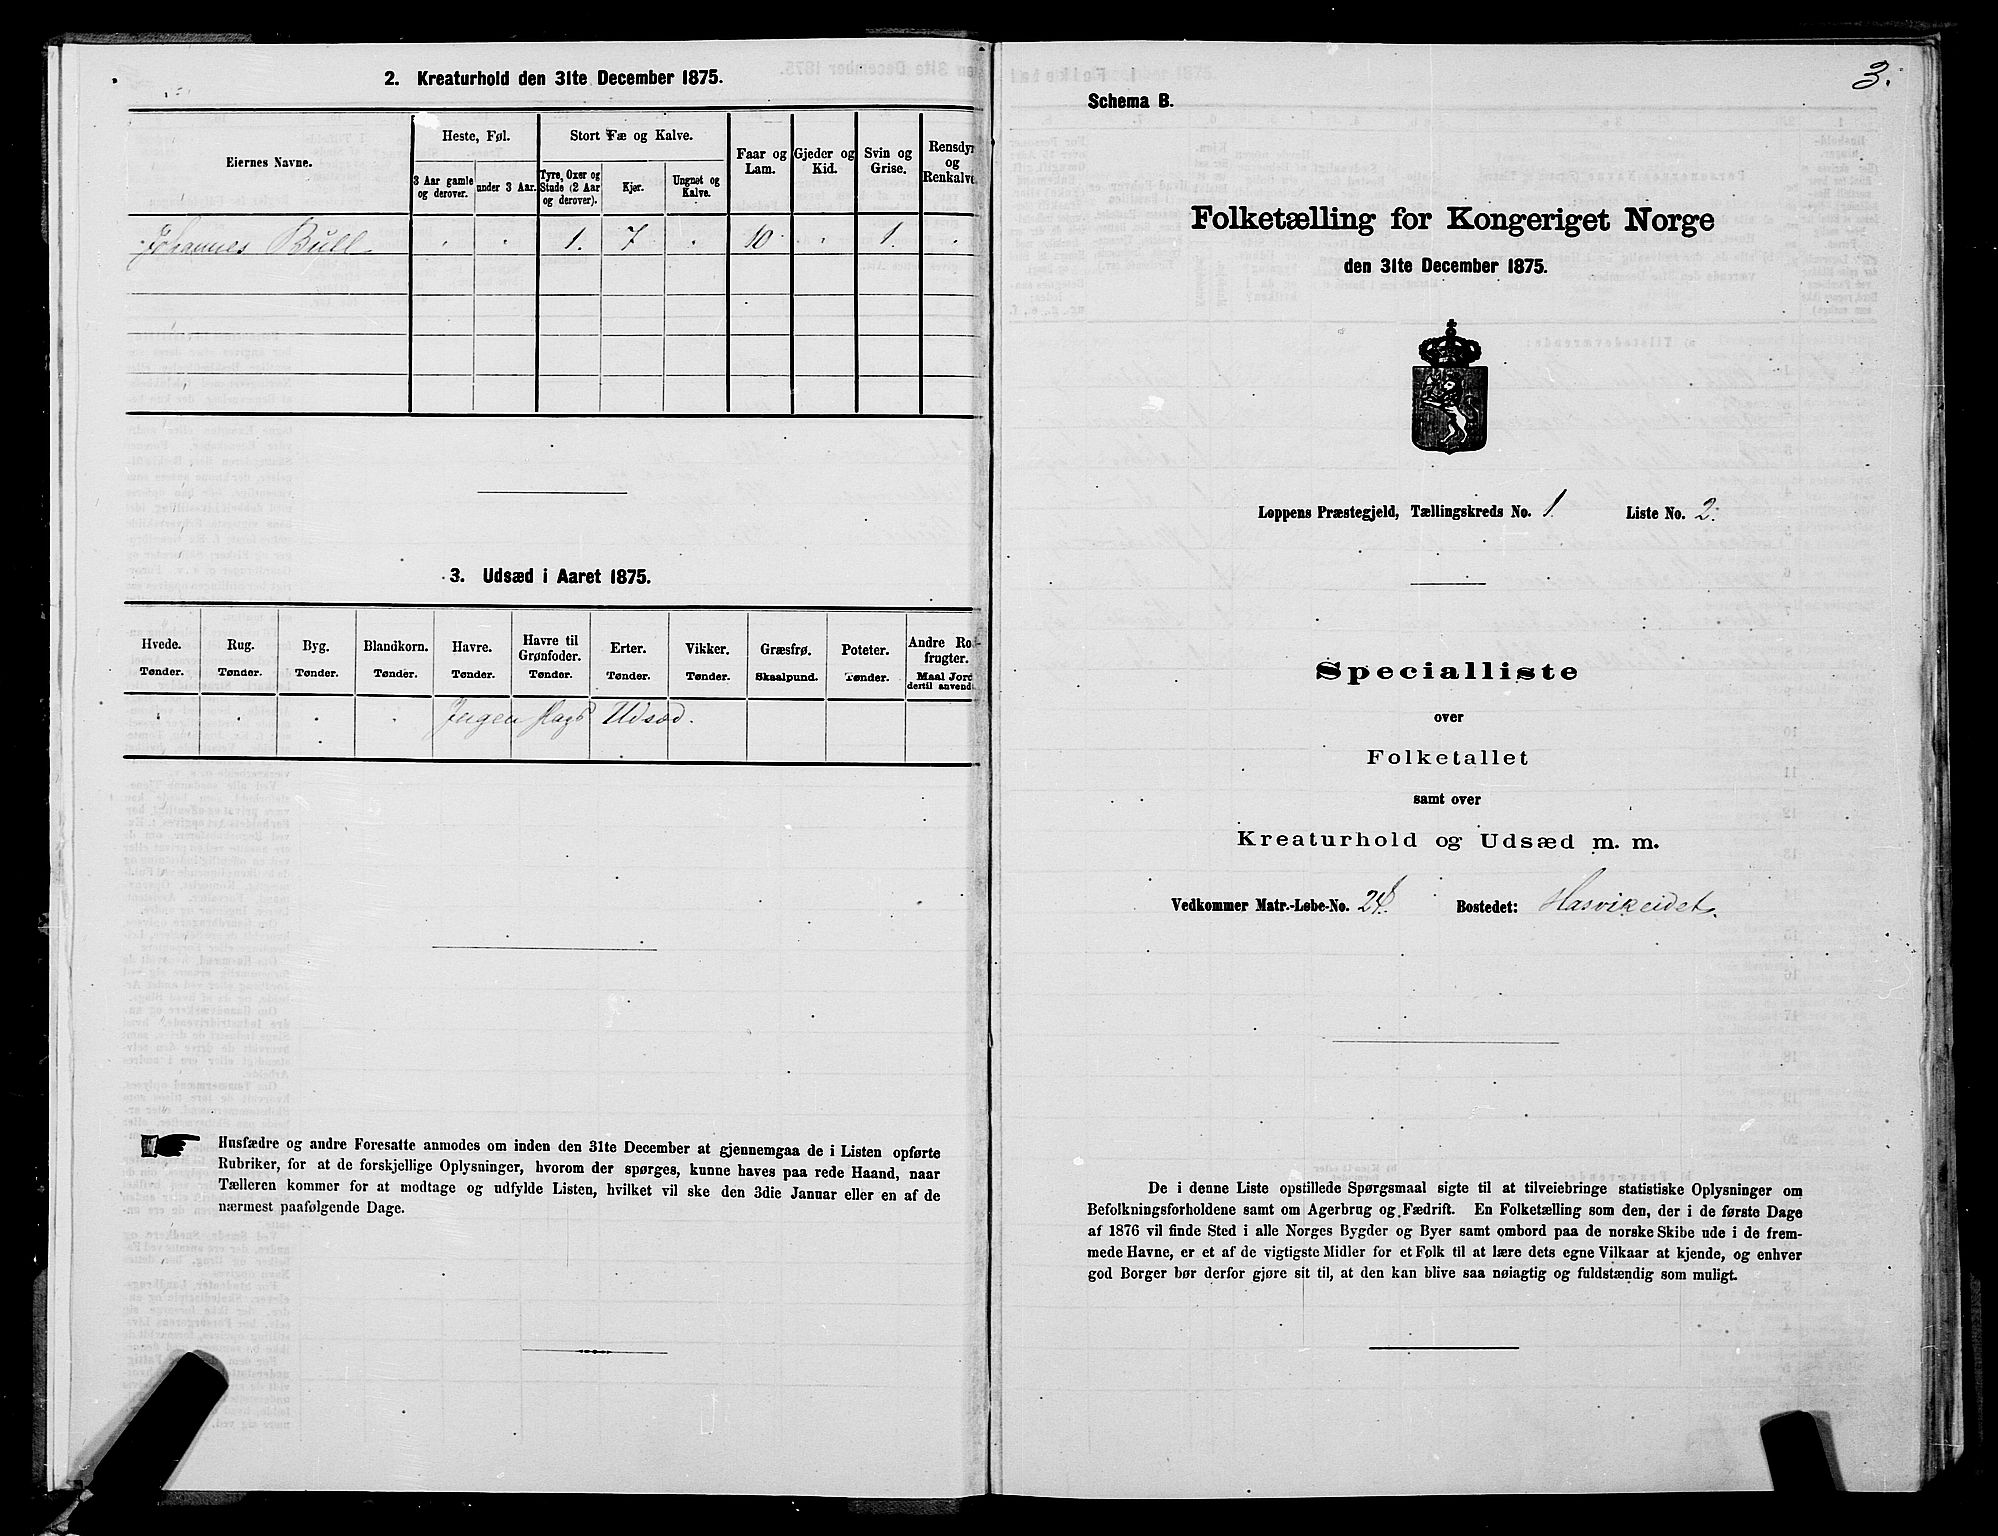 2. Kreaturhold den 31te December 1875.
Eiernes Navne.
Heste, Føl.
Stort Fæ og Kalve.
Faar og Lam.
Gjeder og Kid.
Svin og Grise.
Rensdyr og Renkalve
3 Aar gamle og derover.
under 3 Aar.
Tyre, Oxer og Stude (2 Aar og derover).
Kjør.
Ungnøt og Kalve.
Johannes Bull . . 1. 7 . 10 . 1. .
3. Udsæd i Aaret 1875.
Hvede. Rug. Byg. Blandkorn. Havre. Havre til Grønfoder. Erter. Vikker. Græsfrø. Poteter. Andre Rodfrugter.
Tønder. Tønder. Tønder. Tønder. Tønder. Tønder. Tønder. Tønder. Skaalpund. Tønder. Maal Jord dertil anvendt
. . . . Ingen Slags Udsæd.
Husfædre og andre Foresatte anmodes om inden den 31te December at gjennemgaa de i Listen opførte
Rubriker, for at de forskjellige Oplysninger, hvorom der spørges, kunne haves paa rede Haand, naar
Tælleren kommer for at modtage og udfylde Listen, hvilket vil ske den 3die Januar eller en af de
nærmest paafølgende Dage.
3.
Schema B.
Folketælling for Kongeriget Norge
den 31te December 1875.
Loppens Præstegjeld, Tællingskreds No. 1. Liste No. 2.
Specialliste
over
Folketallet
samt over
Kreaturhold og Udsæd m. m.
Vedkommer Matr.-Løbe-No. 24. Bostedet: Hasvikeidet.
De i denne Liste opstillede Spørgsmaal sigte til at tilveiebringe statistiske Oplysninger om
Befolkningsforholdene samt om Agerbrug og Fædrift. En Folketælling som den, der i de første Dage
af 1876 vil finde Sted i alle Norges Bygder og Byer samt ombord paa de norske Skibe ude i de frem-
mede Havne, er et af de vigtigste Midler for et Folk til at lære dets egne Vilkaar at kjende, og enhver
god Borger bør derfor gjøre sit til, at den kan blive saa nøiagtig og fuldstændig som muligt.